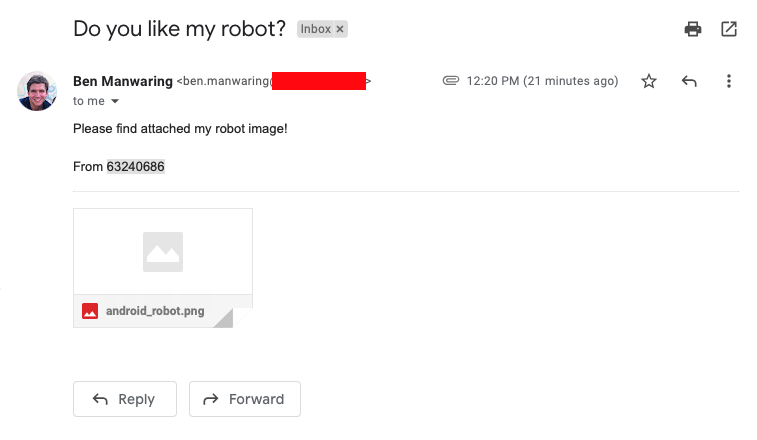 Do you like my robot? Inbox ×
Ben Manwaring <ben.manwaring >
12:20 PM (21 minutes ago)
to me
Please find attached my robot image!
From 63240686
android_robot.png
Reply Forward